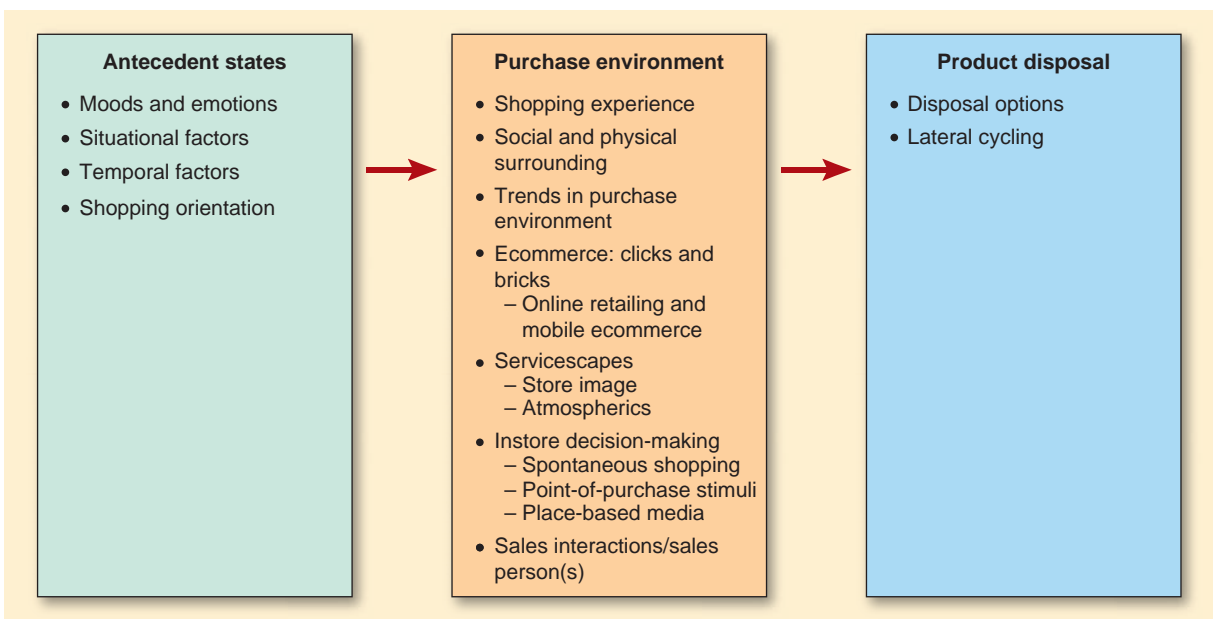 Antecedent states
• Moods and emotions
• Situational factors
• Temporal factors
• Shopping orientation
Purchase environment
• Shopping experience
• Social and physical
surrounding
• Trends in purchase
environment
• Ecommerce: clicks and
bricks
– Online retailing and
mobile ecommerce
• Servicescapes
– Store image
– Atmospherics
• Instore decision-making
– Spontaneous shopping
– Point-of-purchase stimuli
– Place-based media
• Sales interactions/sales
person(s)
Product disposal
• Disposal options
• Lateral cycling